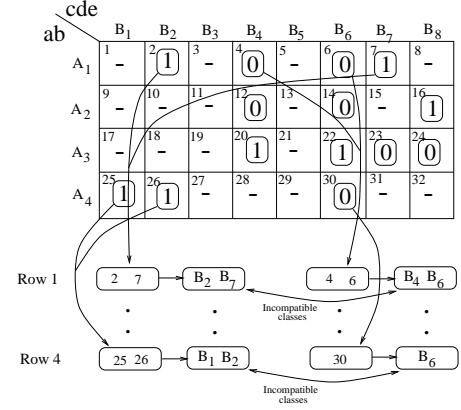 cde
ab
B1 B2 B3 B4 B5 B6 B7 B8
1 2 3 4 5 6 7 8
A1 - 1 - 0 - 0 1 -
9 10 11 12 13 14 15 16
A2 - - - 0 - 0 - 1
17 18 19 20 21 22 23 24
A3 - - - 1 - 1 0 0
25 26 27 28 29 30 31 32
A4 1 1 - - - 0 - -
Row 1 2 7 B2 B7 4 6 B4 B6
Incompatible
classes
Row 4 25 26 B1 B2 30 B6
Incompatible
classes